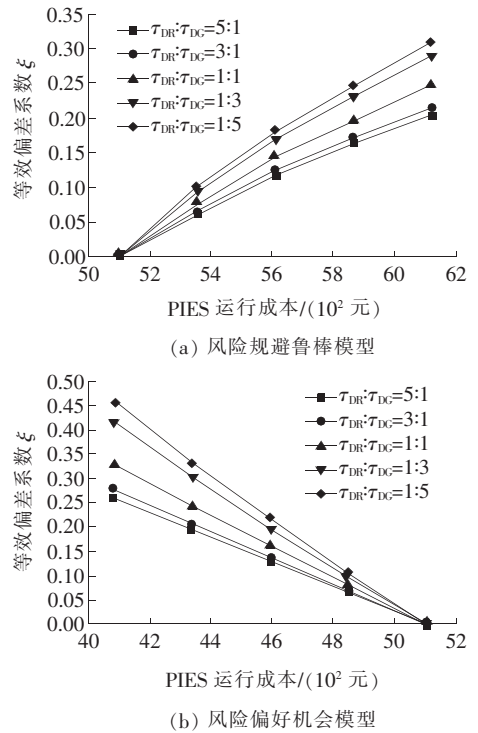 0.35
0.30
0.25
0.20
0.15
0.10
0.05
0.00
等效偏差系数ξ
τDR∶τDG=5∶1
τDR∶τDG=3∶1
τDR∶τDG=1∶1
τDR∶τDG=1∶3
τDR∶τDG=1∶5
50 52 54 56 58 60 62
PIES 运行成本/(10² 元)
(a) 风险规避鲁棒模型
0.50
0.45
0.40
0.35
0.30
0.25
0.20
0.15
0.10
0.05
0.00
等效偏差系数ξ
τDR∶τDG=5∶1
τDR∶τDG=3∶1
τDR∶τDG=1∶1
τDR∶τDG=1∶3
τDR∶τDG=1∶5
40 42 44 46 48 50 52
PIES 运行成本/(10² 元)
(b) 风险偏好机会模型